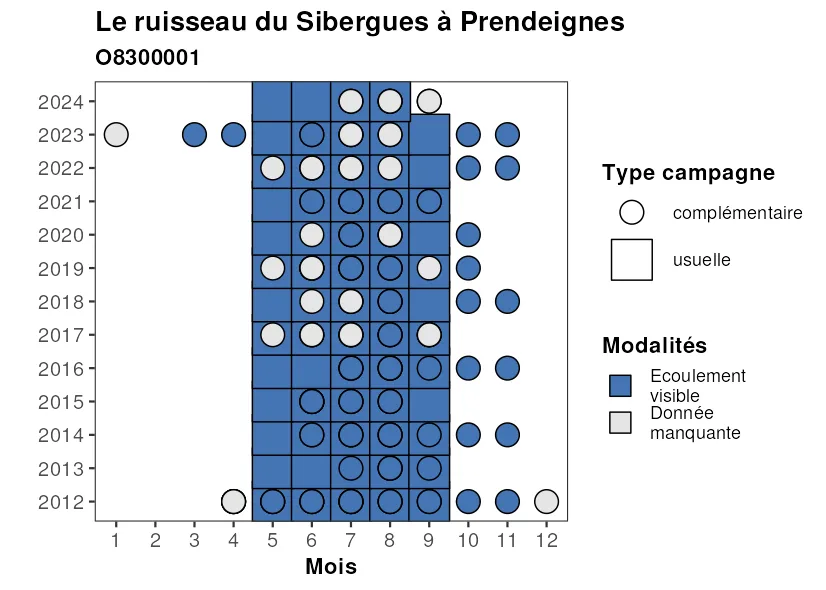 Le ruisseau du Sibergues à Prendeignes
O8300001
2024
2023
2022
2021
2020
2019
2018
2017
2016
2015
2014
2013
2012
1 2 3 4 5 6 7 8 9 10 11 12
Mois
Type campagne
complémentaire
usuelle
Modalités
Ecoulement
visible
Donnée
manquante